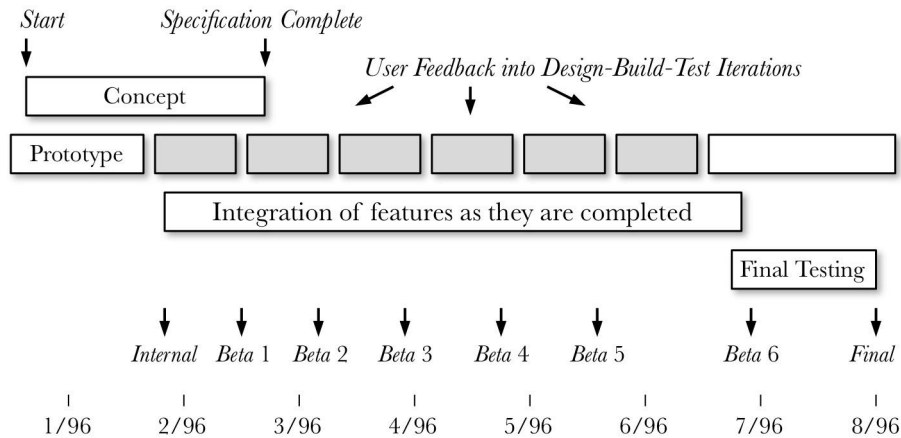 Start
Specification Complete
User Feedback into Design-Build-Test Iterations
Concept
Prototype
Integration of features as they are completed
Final Testing
Internal Beta 1 Beta 2 Beta 3 Beta 4 Beta 5 Beta 6 Final
1/96 2/96 3/96 4/96 5/96 6/96 7/96 8/96